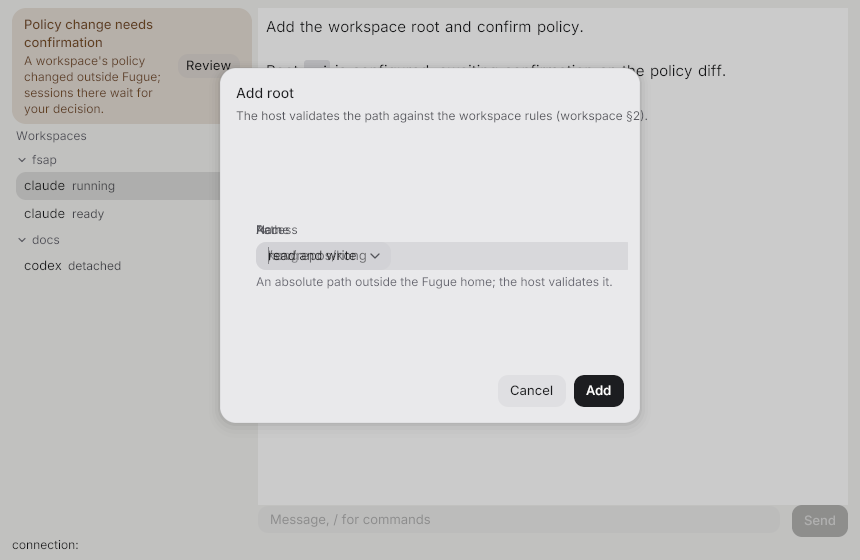 Policy change needs
confirmation
A workspace's policy
changed outside Fugue;
sessions there wait for
your decision.
Review
Workspaces
fsap
claude running
claude ready
docs
codex detached
connection:
Add the workspace root and confirm policy.
the policy diff.
Add root
The host validates the path against the workspace rules (workspace §2).
read and write
An absolute path outside the Fugue home; the host validates it.
Cancel
Add
Message, / for commands
Send